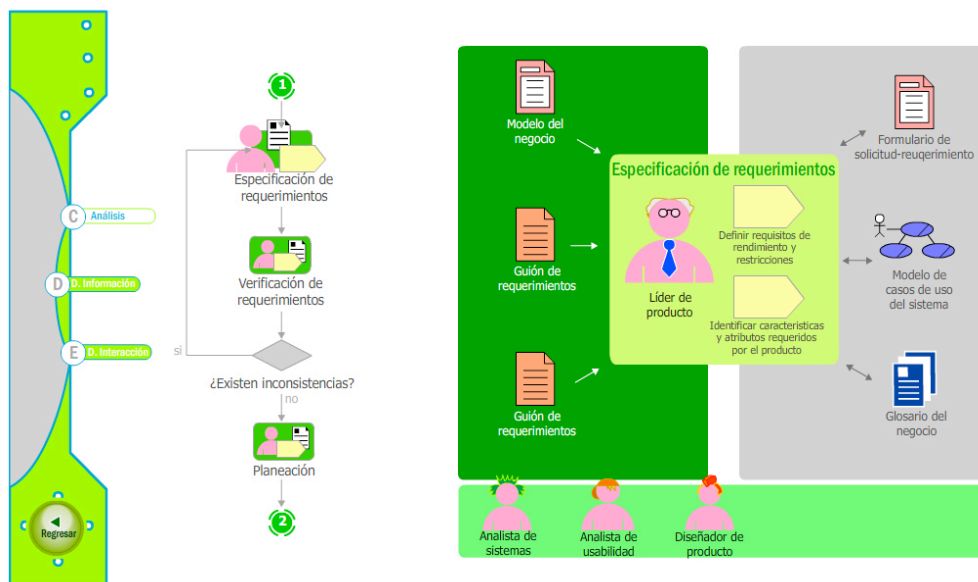 C
Análisis
D
D. Información
E
D. Interacción
Regresar
1
Especificación de
requerimientos
Verificación de
requerimientos
si
¿Existen inconsistencias?
no
Planeación
2
Modelo del
negocio
Guión de
requerimientos
Guión de
requerimientos
Especificación de requerimientos
Líder de
producto
Definir requisitos de
rendimiento y
restricciones
Identificar caracteristicas
y atributos requeridos
por el producto
Formulario de
solicitud-reuqerimiento
Modelo de
casos de uso
del sistema
Glosario del
negocio
Analista de
sistemas
Analista de
usabilidad
Diseñador de
producto